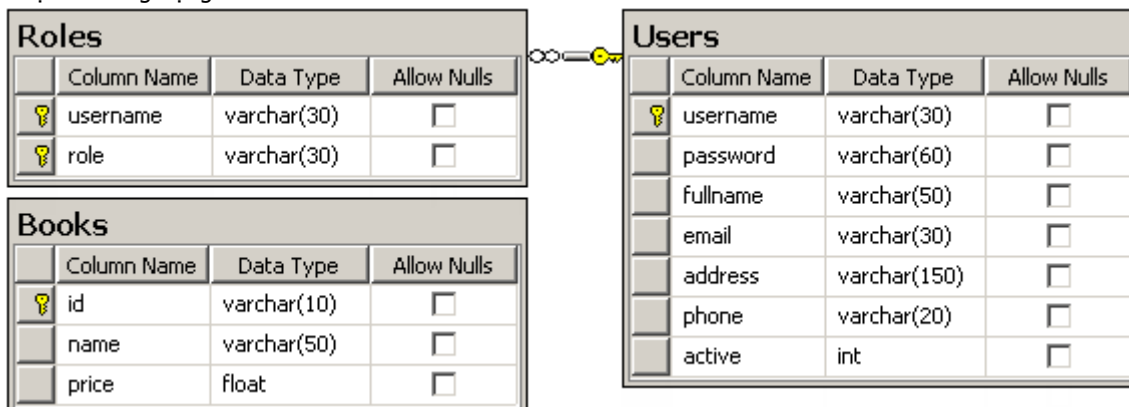 Roles
Column Name Data Type Allow Nulls
username varchar(30)
role varchar(30)
Books
Column Name Data Type Allow Nulls
id varchar(10)
name varchar(50)
price float
Users
Column Name Data Type Allow Nulls
username varchar(30)
password varchar(60)
fullname varchar(50)
email varchar(30)
address varchar(150)
phone varchar(20)
active int